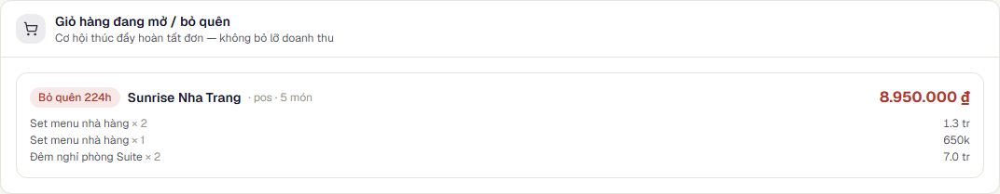 Giỏ hàng đang mở / bỏ quên
Cơ hội thúc đẩy hoàn tất đơn — không bỏ lỡ doanh thu
Bỏ quên 224h Sunrise Nha Trang · pos · 5 món 8.950.000 ₫
Set menu nhà hàng × 2 1.3 tr
Set menu nhà hàng × 1 650k
Đêm nghỉ phòng Suite × 2 7.0 tr